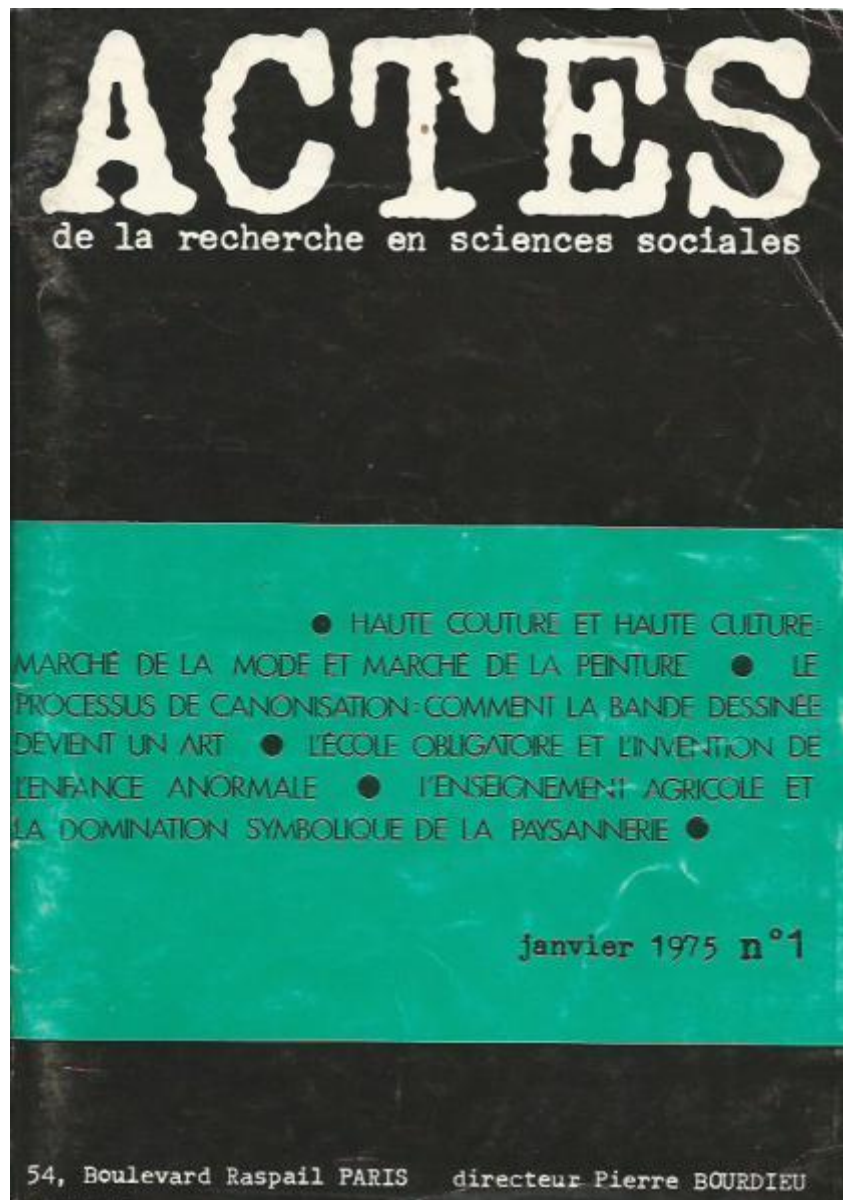 ACTES
de la recherche en sciences sociales
● HAUTE COUTURE ET HAUTE CULTURE:
MARCHÉ DE LA MODE ET MARCHÉ DE LA PEINTURE ● LE
PROCESSUS DE CANONISATION: COMMENT LA BANDE DESSINÉE
DEVIENT UN ART ● L'ÉCOLE OBLIGATOIRE ET L'INVENTION DE
L'ENFANCE ANORMALE ● l'ENSEIGNEMENT AGRICOLE ET
LA DOMINATION SYMBOLIQUE DE LA PAYSANNERIE ●
janvier 1975 n°1
54, Boulevard Raspail PARIS directeur Pierre BOURDIEU